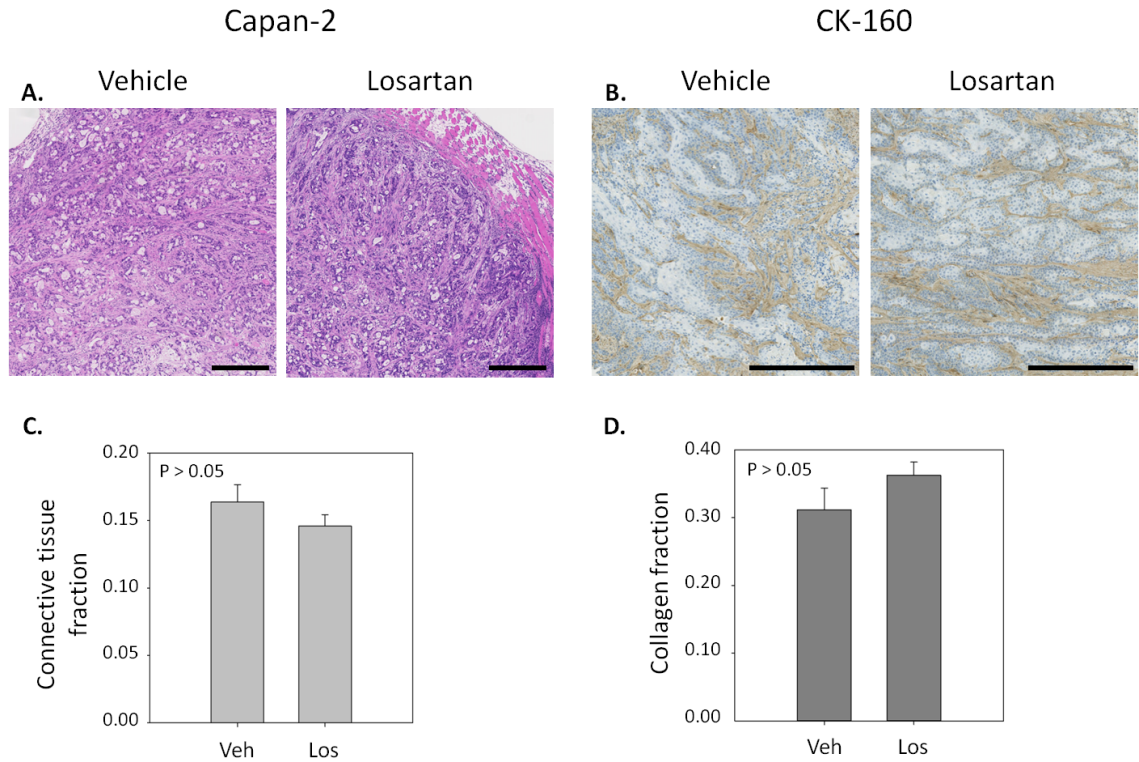 Capan-2
CK-160
A.
Vehicle
Losartan
B.
Vehicle
Losartan
C.
0.20
P > 0.05
0.15
0.10
0.05
0.00
Connective tissue
fraction
Veh
Los
D.
0.40
P > 0.05
0.30
0.20
0.10
0.00
Collagen fraction
Veh
Los